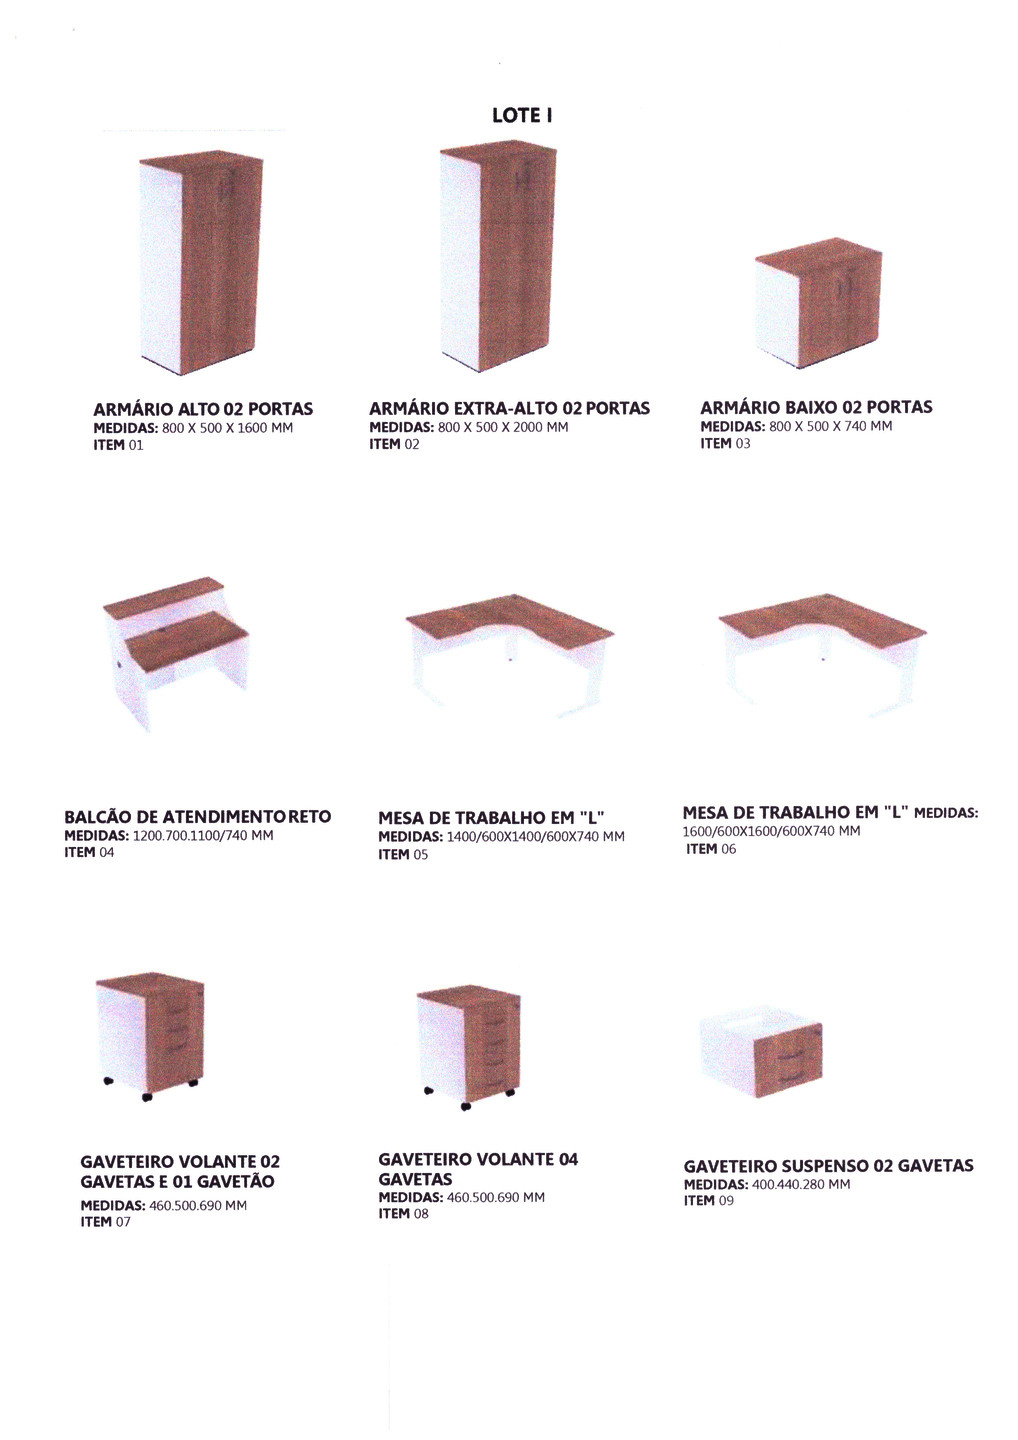 LOTE I
ARMÁRIO ALTO 02 PORTAS
MEDIDAS: 800 X 500 X 1600 MM
ITEM 01
ARMÁRIO EXTRA-ALTO 02 PORTAS
MEDIDAS: 800 X 500 X 2000 MM
ITEM 02
ARMÁRIO BAIXO 02 PORTAS
MEDIDAS: 800 X 500 X 740 MM
ITEM 03
BALCÃO DE ATENDIMENTO RETO
MEDIDAS: 1200.700.1100/740 MM
ITEM 04
MESA DE TRABALHO EM "L"
MEDIDAS: 1400/600X1400/600X740 MM
ITEM 05
MESA DE TRABALHO EM "L" MEDIDAS:
1600/600X1600/600X740 MM
ITEM 06
GAVETEIRO VOLANTE 02
GAVETAS E 01 GAVETÃO
MEDIDAS: 460.500.690 MM
ITEM 07
GAVETEIRO VOLANTE 04
GAVETAS
MEDIDAS: 460.500.690 MM
ITEM 08
GAVETEIRO SUSPENSO 02 GAVETAS
MEDIDAS: 400.440.280 MM
ITEM 09